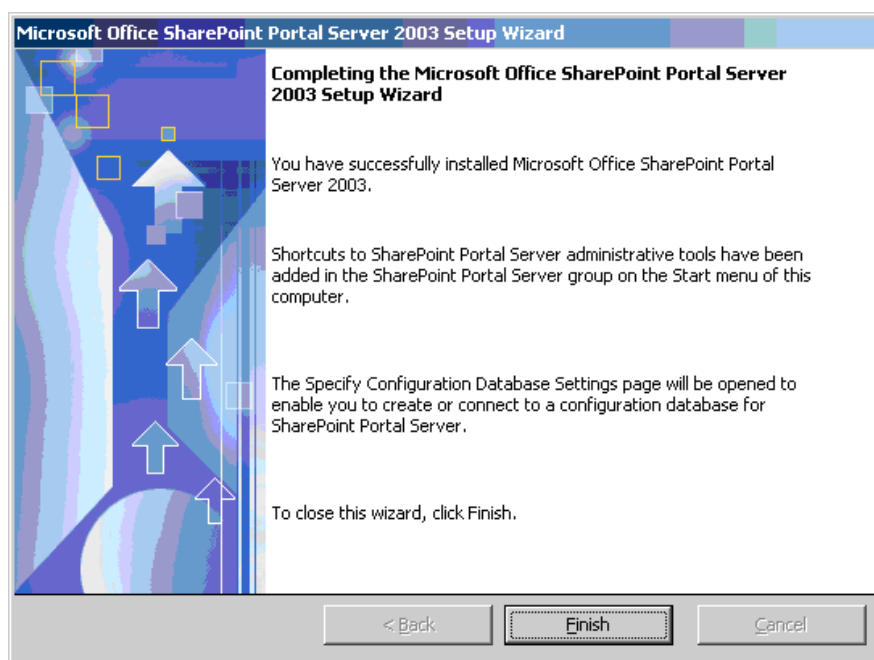 Microsoft Office SharePoint Portal Server 2003 Setup Wizard
Completing the Microsoft Office SharePoint Portal Server
2003 Setup Wizard
You have successfully installed Microsoft Office SharePoint Portal
Server 2003.
Shortcuts to SharePoint Portal Server administrative tools have been
added in the SharePoint Portal Server group on the Start menu of this
computer.
The Specify Configuration Database Settings page will be opened to
enable you to create or connect to a configuration database for
SharePoint Portal Server.
To close this wizard, click Finish.
< Back
Finish
Cancel